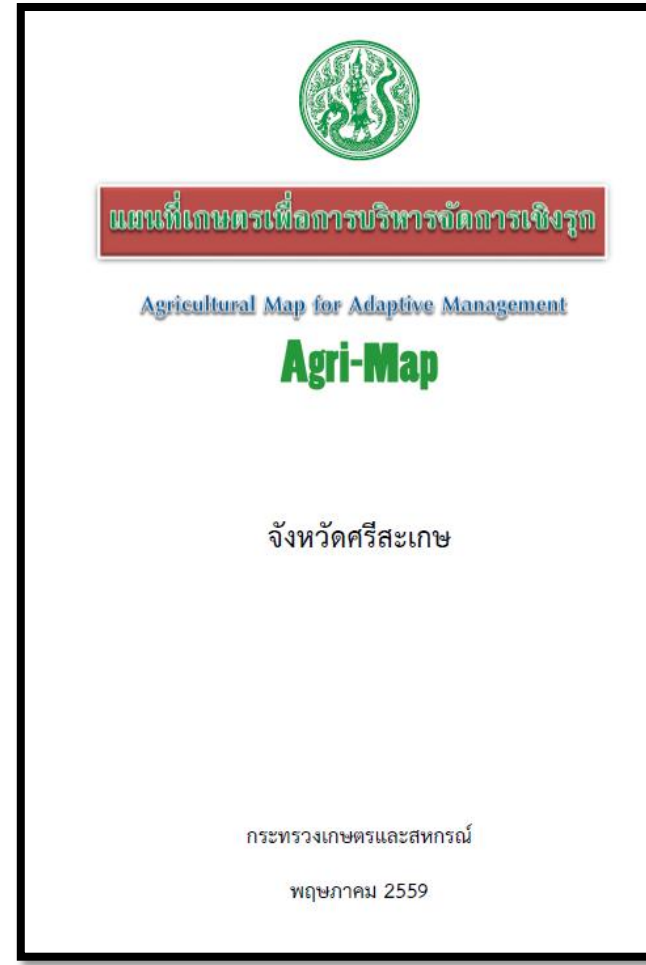 แผนที่เกษตรเพื่อการบริหารจัดการเชิงรุก
Agricultural Map for Adaptive Management
Agri-Map
จังหวัดศรีสะเกษ
กระทรวงเกษตรและสหกรณ์
พฤษภาคม 2559